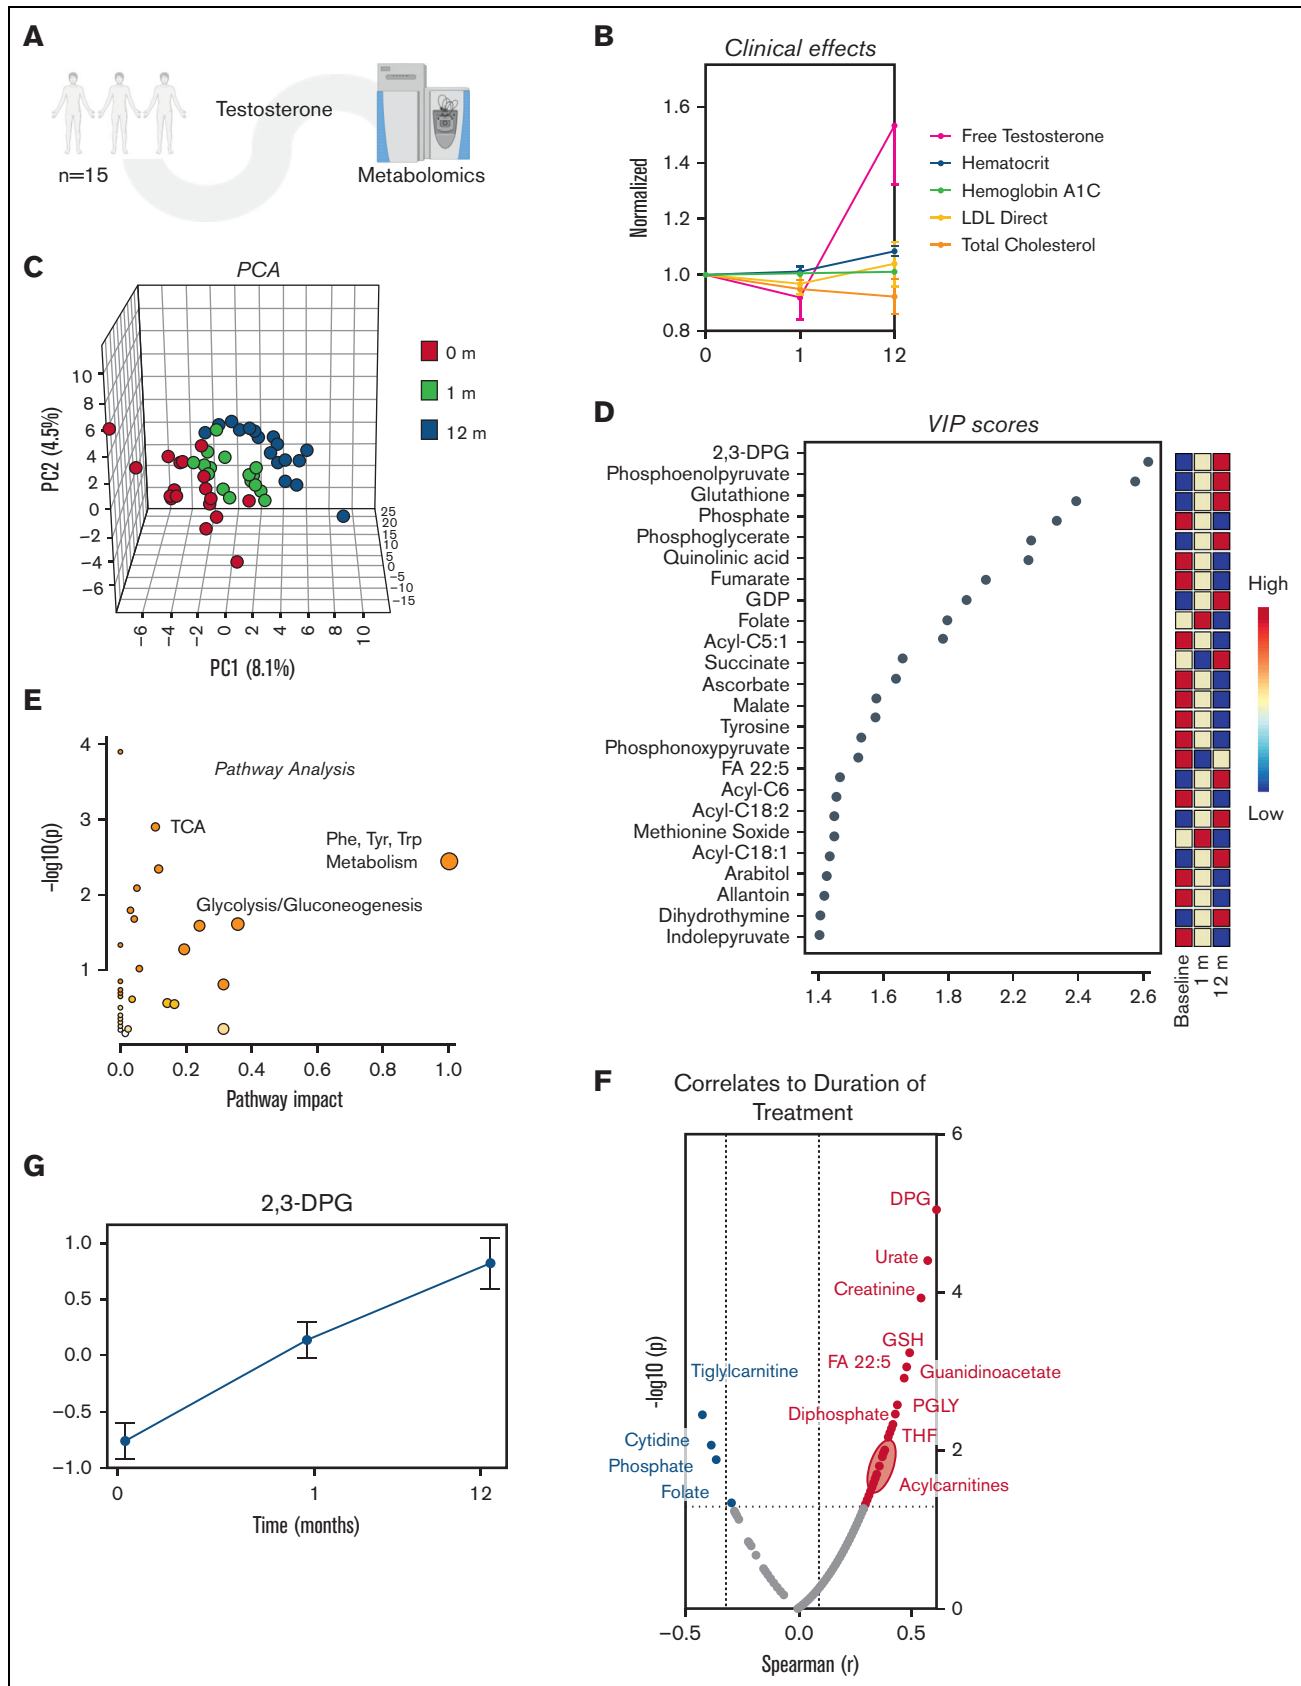 A
Testosterone
n=15
Metabolomics
B
Clinical effects
Normalized
1.6
1.4
1.2
1.0
0.8
0
1
12
Free Testosterone
Hematocrit
Hemoglobin A1C
LDL Direct
Total Cholesterol
C
PCA
PC2 (4.5%)
10
8
6
4
2
0
−2
−4
−6
25
20
15
10
5
0
−5
−10
−15
−6
−4
−2
0
2
4
6
8
10
PC1 (8.1%)
0 m
1 m
12 m
D
VIP scores
2,3-DPG
Phosphoenolpyruvate
Glutathione
Phosphate
Phosphoglycerate
Quinolinic acid
Fumarate
GDP
Folate
Acyl-C5:1
Succinate
Ascorbate
Malate
Tyrosine
Phosphonoxypyruvate
FA 22:5
Acyl-C6
Acyl-C18:2
Methionine Soxide
Acyl-C18:1
Arabitol
Allantoin
Dihydrothymine
Indolepyruvate
1.4
1.6
1.8
2.2
2.2
2.4
2.6
Baseline
1 m
12 m
High
Low
E
Pathway Analysis
−log10(p)
4
3
2
1
TCA
Phe, Tyr, Trp
Metabolism
Glycolysis/Gluconeogenesis
0.0
0.2
0.4
0.6
0.8
1.0
Pathway impact
F
Correlates to Duration of
Treatment
-log10 (p)
6
4
2
0
DPG
Urate
Creatinine
GSH
FA 22:5
Guanidinoacetate
Tiglylcarnitine
PGLY
Diphosphate
THF
Cytidine
Phosphate
Folate
Acylcarnitines
−0.5
0.0
0.5
Spearman (r)
G
2,3-DPG
1.0
0.5
0.0
−0.5
−1.0
0
1
12
Time (months)